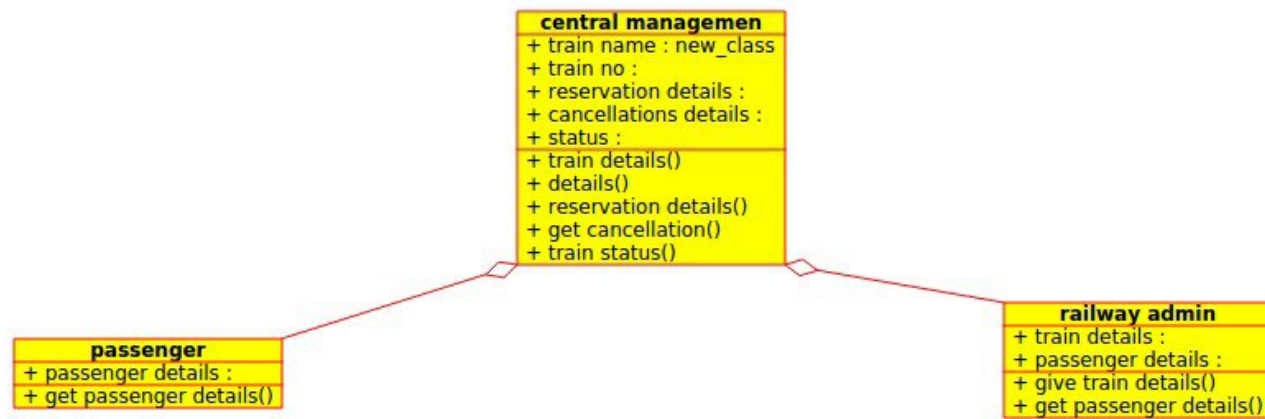 central managemen
+ train name : new_class
+ train no :
+ reservation details :
+ cancellations details :
+ status :
+ train details()
+ details()
+ reservation details()
+ get cancellation()
+ train status()
passenger
+ passenger details :
+ get passenger details()
railway admin
+ train details :
+ passenger details :
+ give train details()
+ get passenger details()